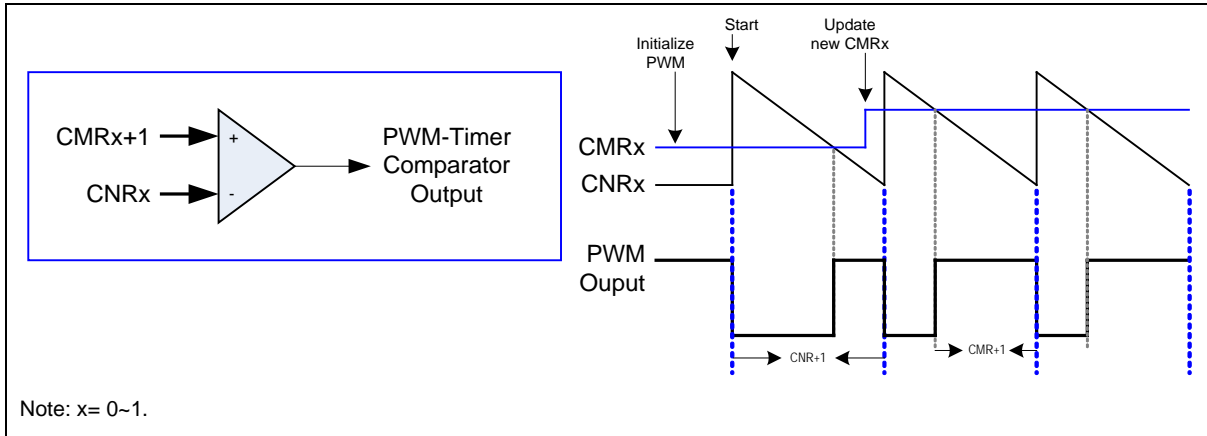 CMRx+1
CNRx
+
-
PWM-Timer
Comparator
Output
Start
Initialize
PWM
Update
new CMRx
CMRx
CNRx
PWM
Ouput
CNR+1
CMR+1
Note: x= 0~1.